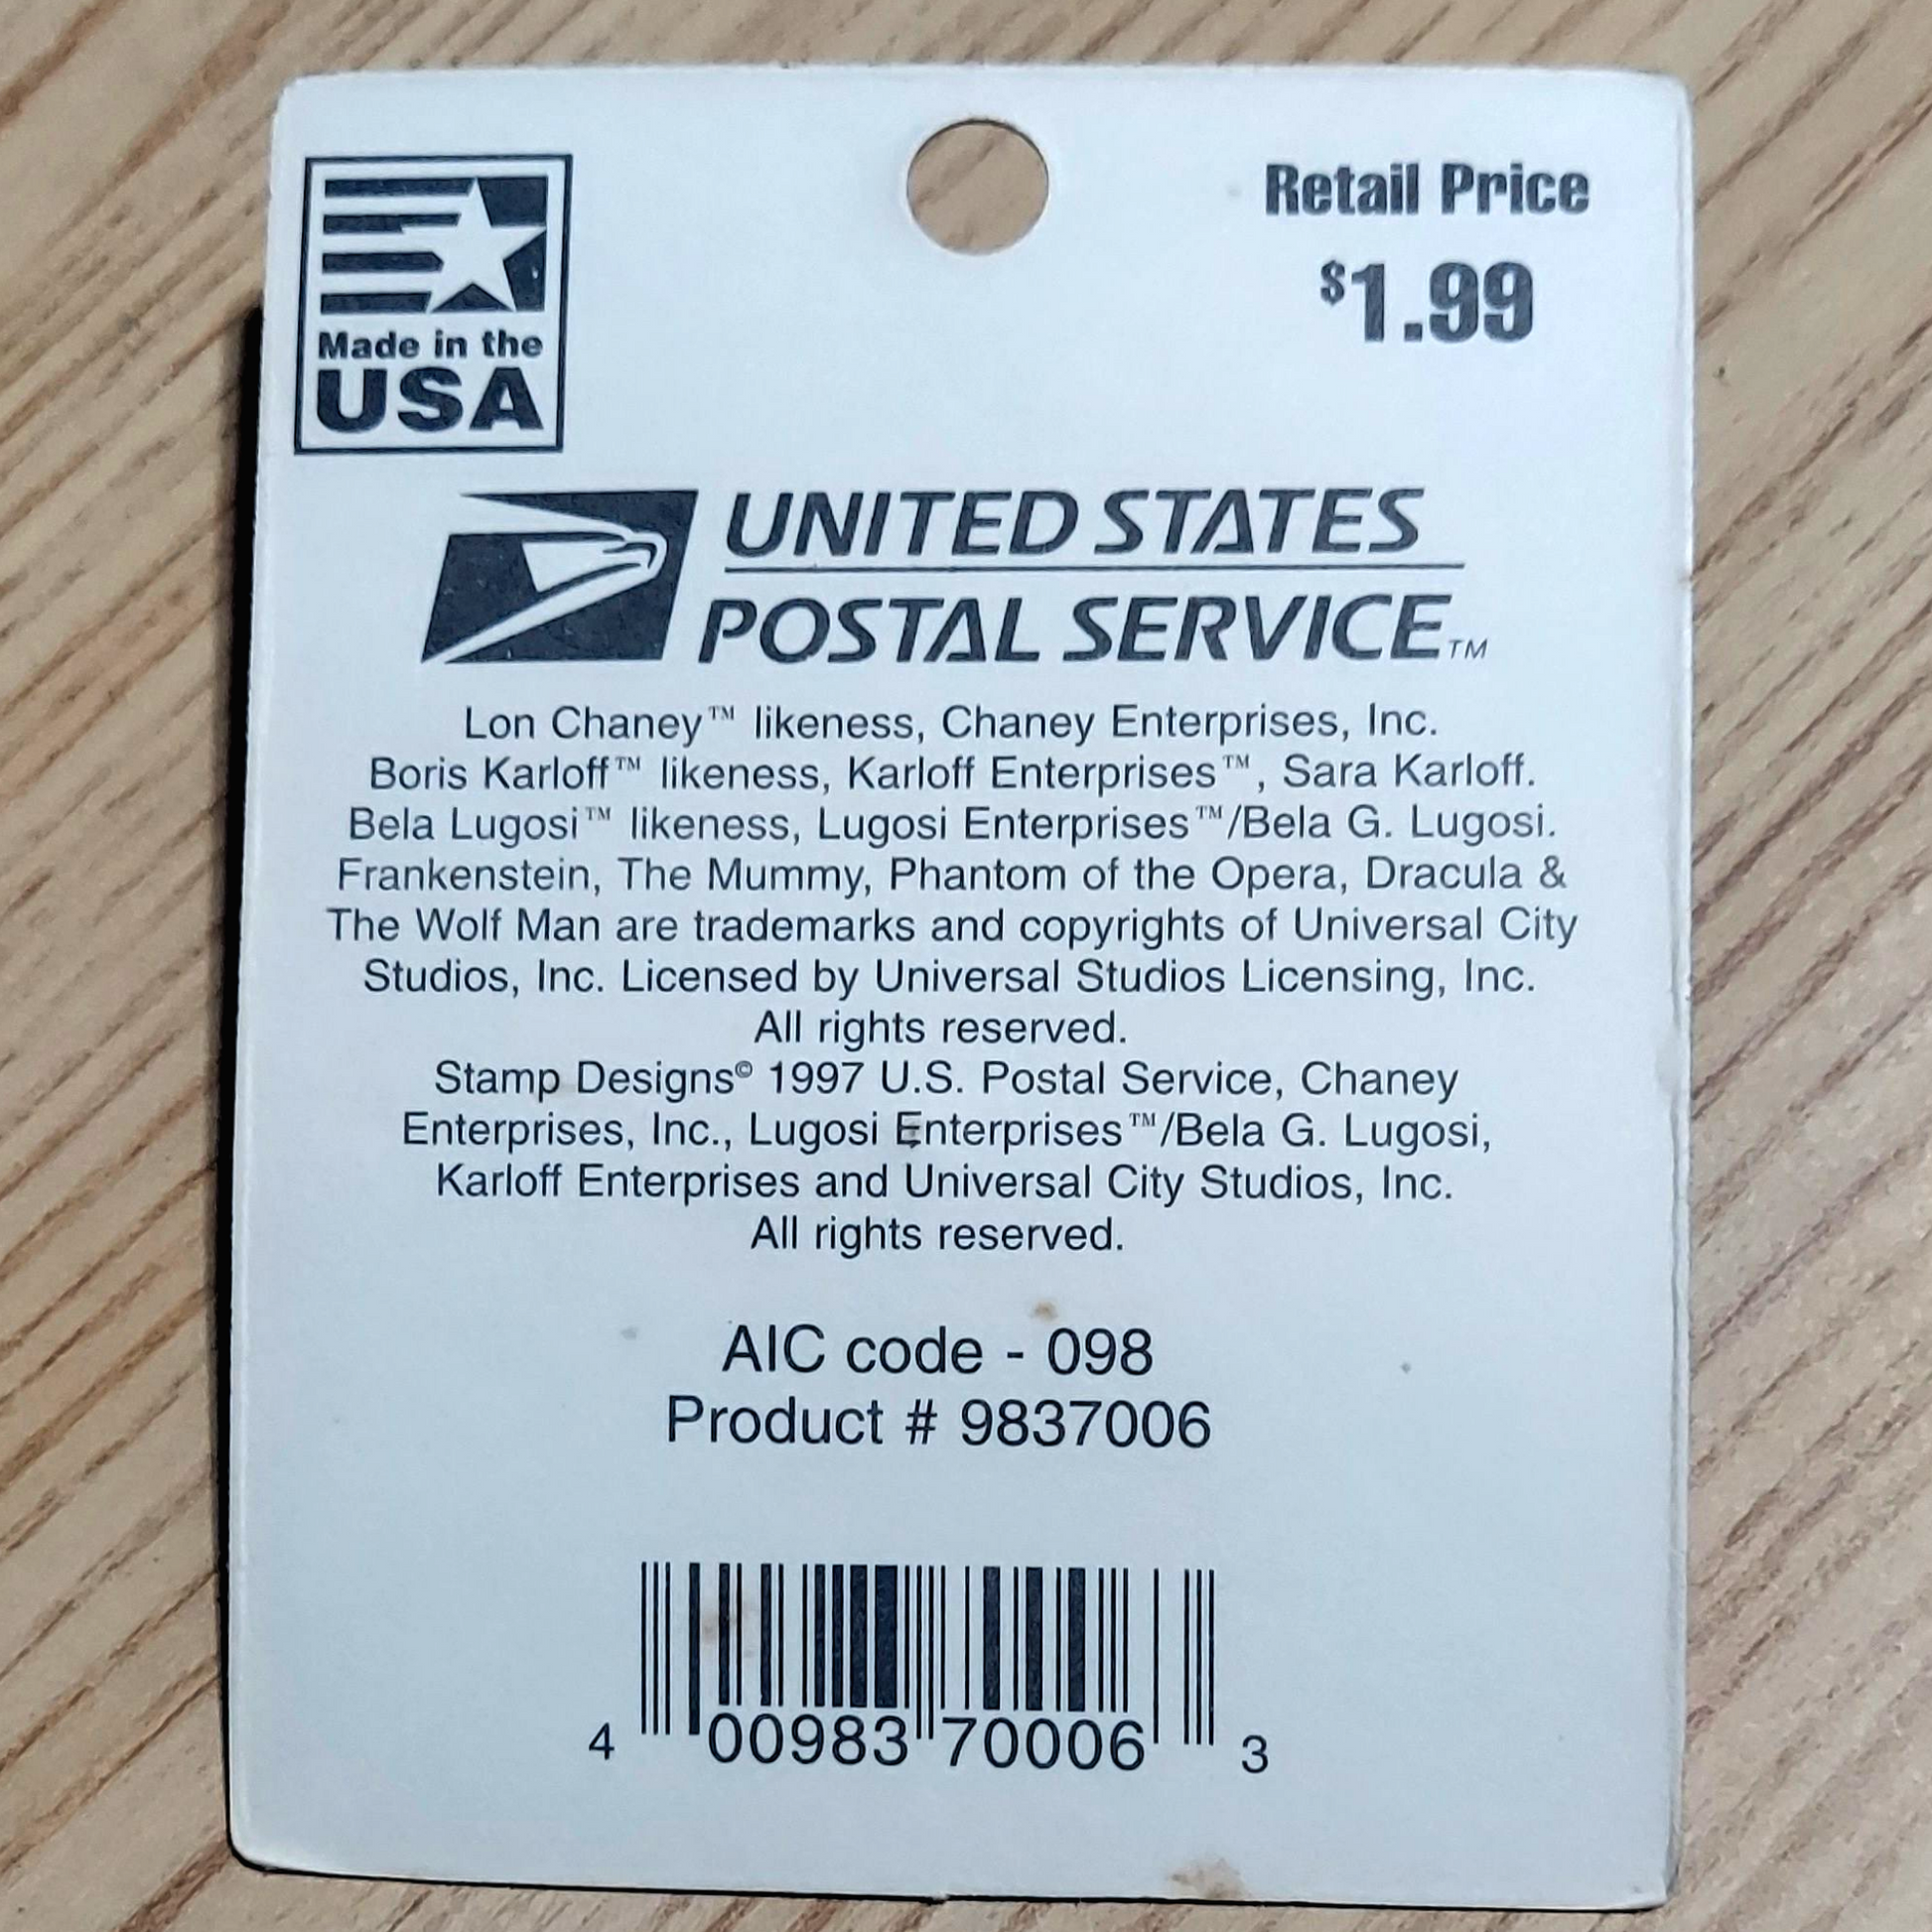 Made in the
USA
Retail Price
$1.99
UNITED STATES
POSTAL SERVICE™
Lon Chaney™ likeness, Chaney Enterprises, Inc.
Boris Karloff™ likeness, Karloff Enterprises™, Sara Karloff.
Bela Lugosi™ likeness, Lugosi Enterprises™/Bela G. Lugosi.
Frankenstein, The Mummy, Phantom of the Opera, Dracula &
The Wolf Man are trademarks and copyrights of Universal City
Studios, Inc. Licensed by Universal Studios Licensing, Inc.
All rights reserved.
Stamp Designs© 1997 U.S. Postal Service, Chaney
Enterprises, Inc., Lugosi Enterprises™/Bela G. Lugosi,
Karloff Enterprises and Universal City Studios, Inc.
All rights reserved.
AIC code - 098
Product # 9837006
4 00983 70006 3